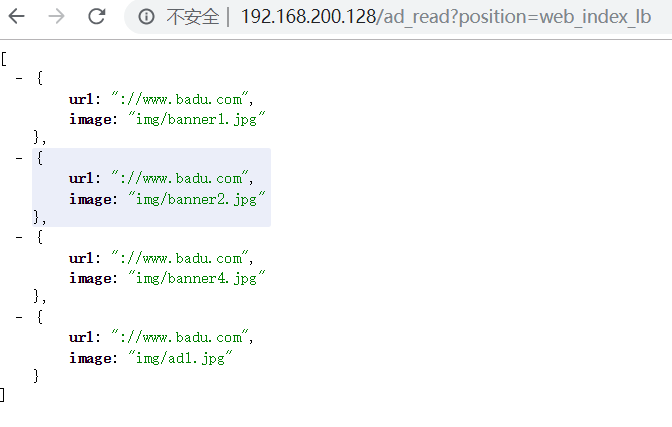 不安全 | 192.168.200.128/ad_read?position=web_index_lb
[
- {
url: "://www.badu.com",
image: "img/banner1.jpg"
},
- {
url: "://www.badu.com",
image: "img/banner2.jpg"
},
- {
url: "://www.badu.com",
image: "img/banner4.jpg"
},
- {
url: "://www.badu.com",
image: "img/ad1.jpg"
}
]